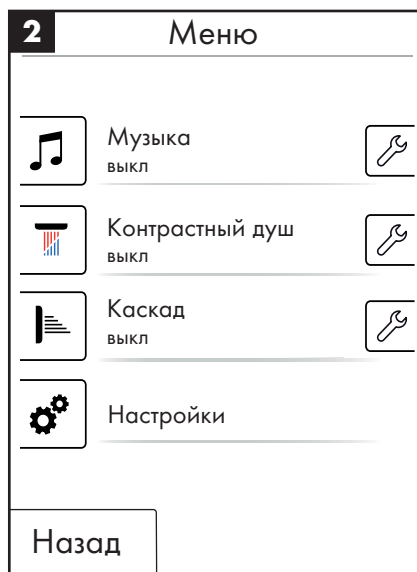 2
Меню
Музыка
выкл
Контрастный душ
выкл
Каскад
выкл
Настройки
Назад